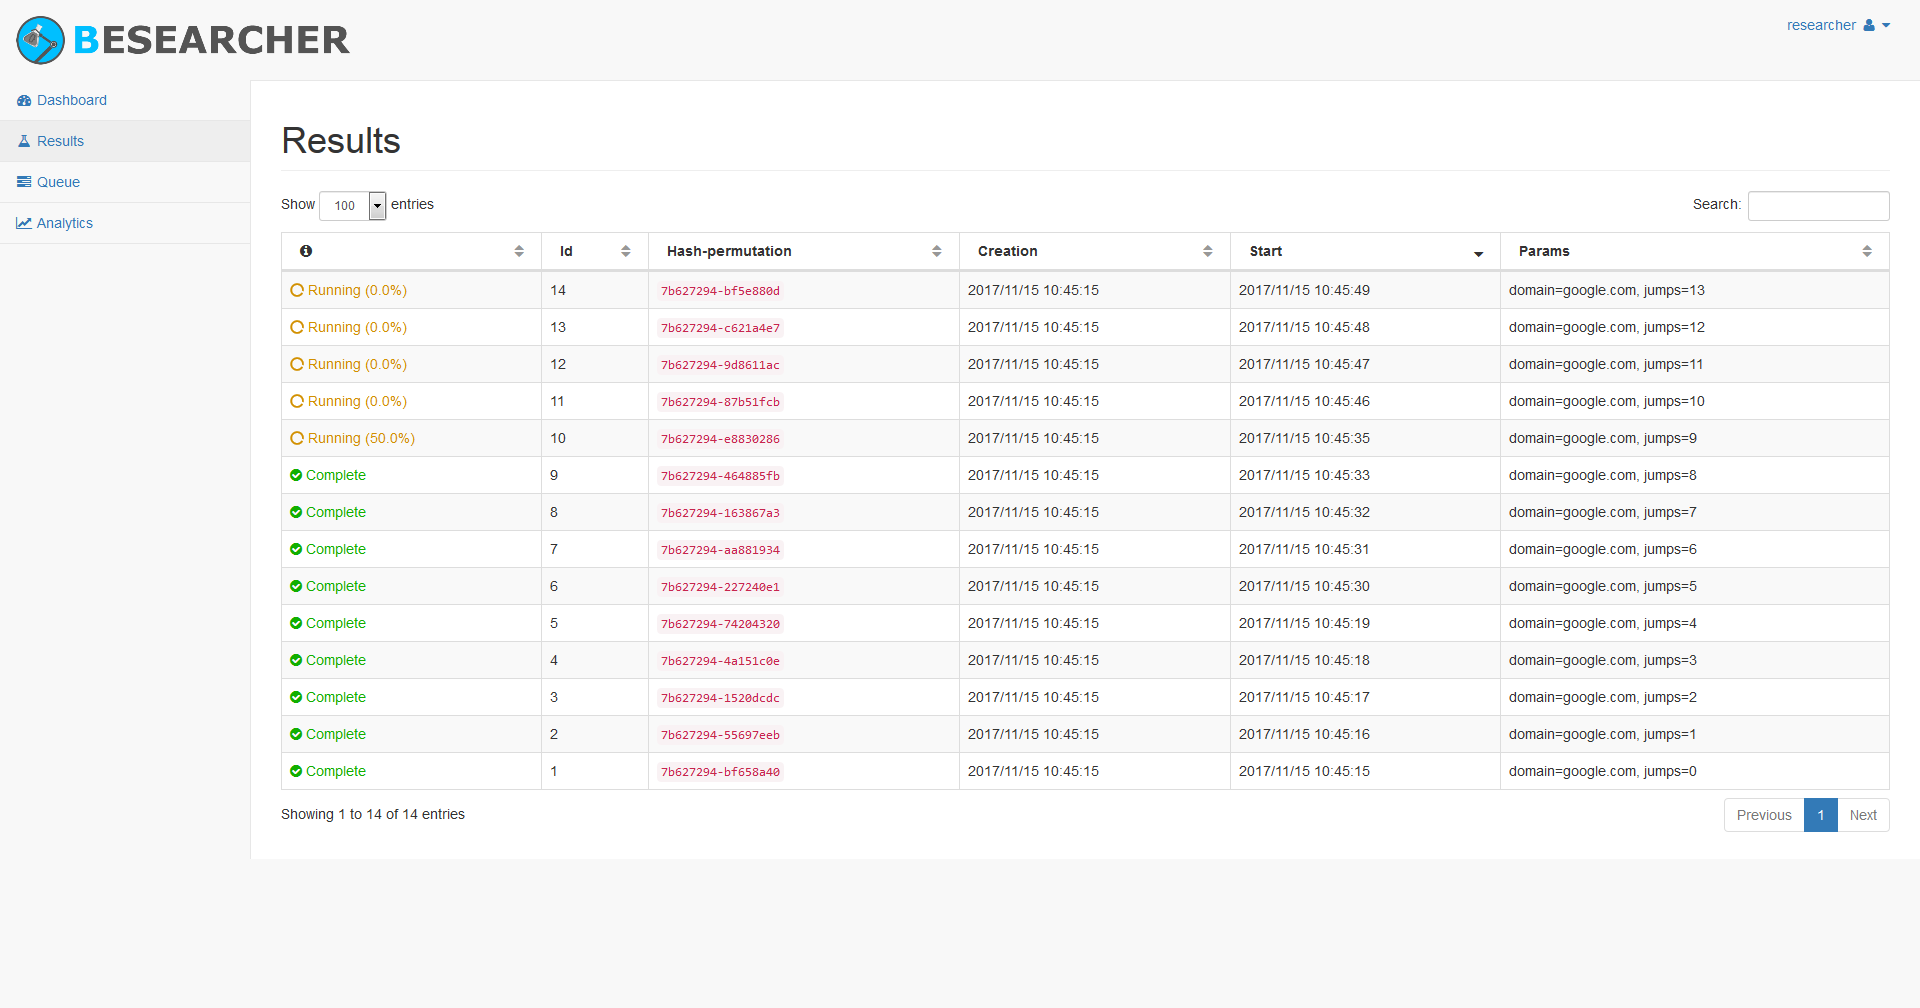 BESEARCHER
researcher
Dashboard
Results
Queue
Analytics
Results
Show 100 entries Search:
Id Hash-permutation Creation Start Params
Running (0.0%) 14 7b627294-bf5e880d 2017/11/15 10:45:15 2017/11/15 10:45:49 domain=google.com, jumps=13
Running (0.0%) 13 7b627294-c621a4e7 2017/11/15 10:45:15 2017/11/15 10:45:48 domain=google.com, jumps=12
Running (0.0%) 12 7b627294-9d8611ac 2017/11/15 10:45:15 2017/11/15 10:45:47 domain=google.com, jumps=11
Running (0.0%) 11 7b627294-87b51fcb 2017/11/15 10:45:15 2017/11/15 10:45:46 domain=google.com, jumps=10
Running (50.0%) 10 7b627294-e8830286 2017/11/15 10:45:15 2017/11/15 10:45:35 domain=google.com, jumps=9
Complete 9 7b627294-464885fb 2017/11/15 10:45:15 2017/11/15 10:45:33 domain=google.com, jumps=8
Complete 8 7b627294-163867a3 2017/11/15 10:45:15 2017/11/15 10:45:32 domain=google.com, jumps=7
Complete 7 7b627294-aa881934 2017/11/15 10:45:15 2017/11/15 10:45:31 domain=google.com, jumps=6
Complete 6 7b627294-227240e1 2017/11/15 10:45:15 2017/11/15 10:45:30 domain=google.com, jumps=5
Complete 5 7b627294-74204320 2017/11/15 10:45:15 2017/11/15 10:45:19 domain=google.com, jumps=4
Complete 4 7b627294-4a151c0e 2017/11/15 10:45:15 2017/11/15 10:45:18 domain=google.com, jumps=3
Complete 3 7b627294-1520dcdc 2017/11/15 10:45:15 2017/11/15 10:45:17 domain=google.com, jumps=2
Complete 2 7b627294-55697eeb 2017/11/15 10:45:15 2017/11/15 10:45:16 domain=google.com, jumps=1
Complete 1 7b627294-bf658a40 2017/11/15 10:45:15 2017/11/15 10:45:15 domain=google.com, jumps=0
Showing 1 to 14 of 14 entries Previous 1 Next